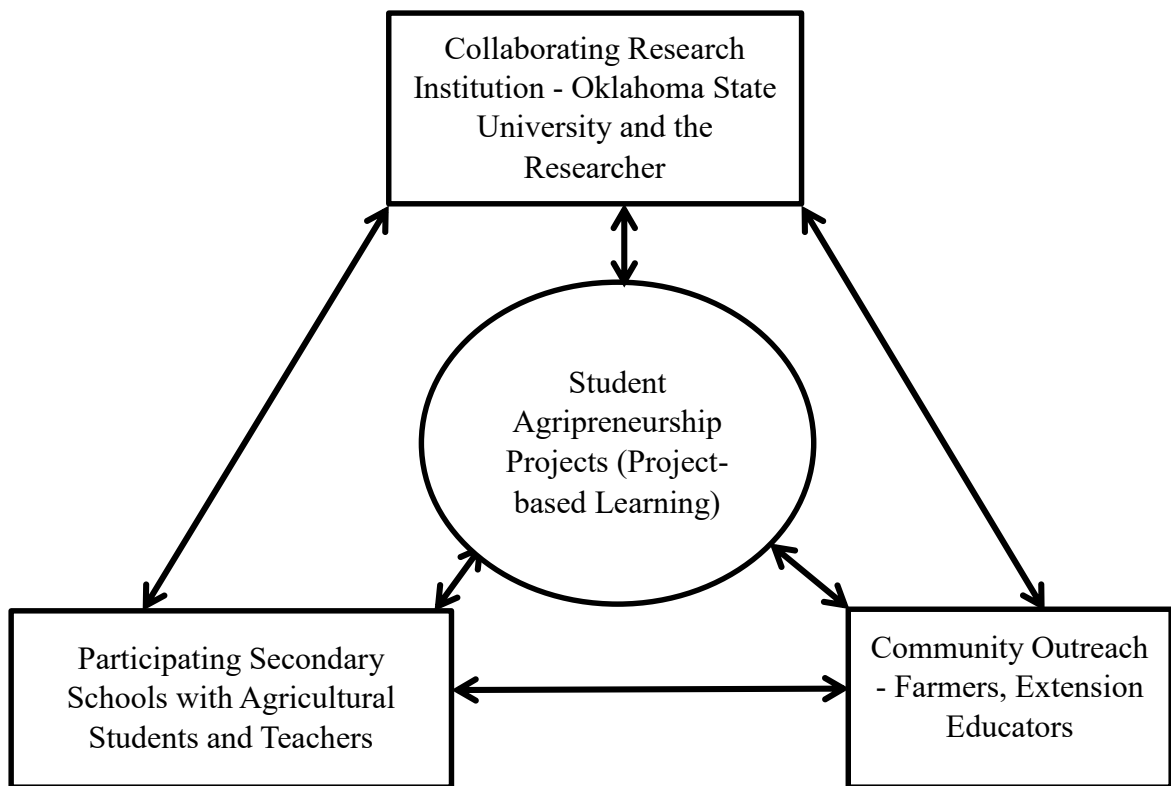 Collaborating Research
Institution - Oklahoma State
University and the
Researcher
Student
Agripreneurship
Projects (Project-
based Learning)
Participating Secondary
Schools with Agricultural
Students and Teachers
Community Outreach
- Farmers, Extension
Educators